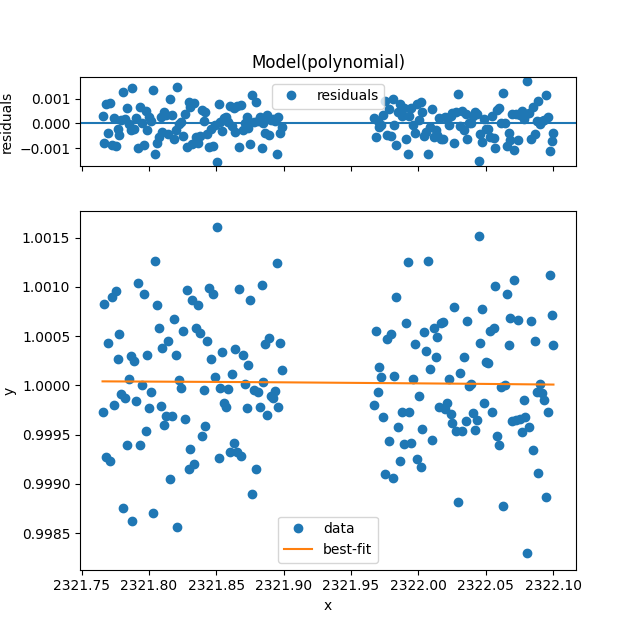 Model(polynomial)
residuals
0.001
0.000
−0.001
residuals
y
1.0015
1.0010
1.0005
1.0000
0.9995
0.9990
0.9985
data
best-fit
2321.75 2321.80 2321.85 2321.90 2321.95 2322.00 2322.05 2322.10
x